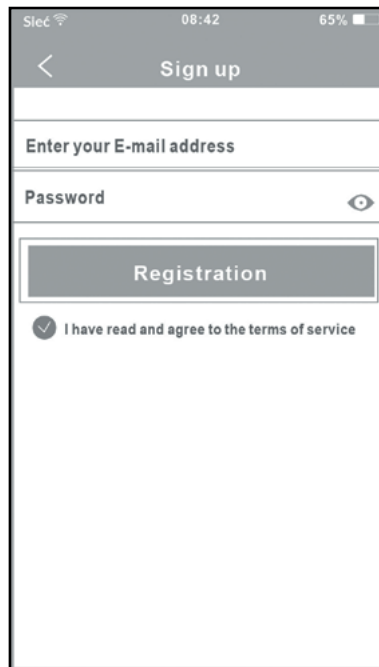 Sleć 08:42 65%
Sign up
Enter your E-mail address
Password
Registration
I have read and agree to the terms of service